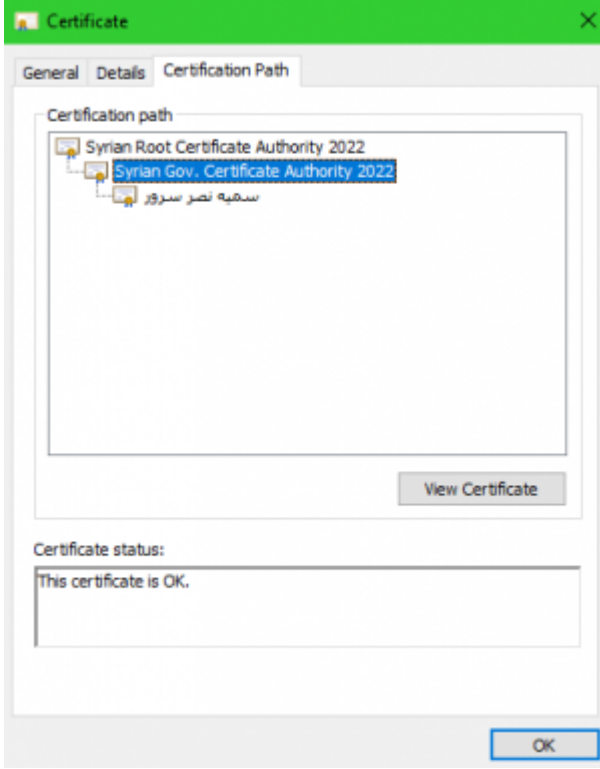 Certificate
General Details Certification Path
Certification path
Syrian Root Certificate Authority 2022
Syrian Gov. Certificate Authority 2022
سميه نصر سرور
View Certificate
Certificate status:
This certificate is OK.
OK